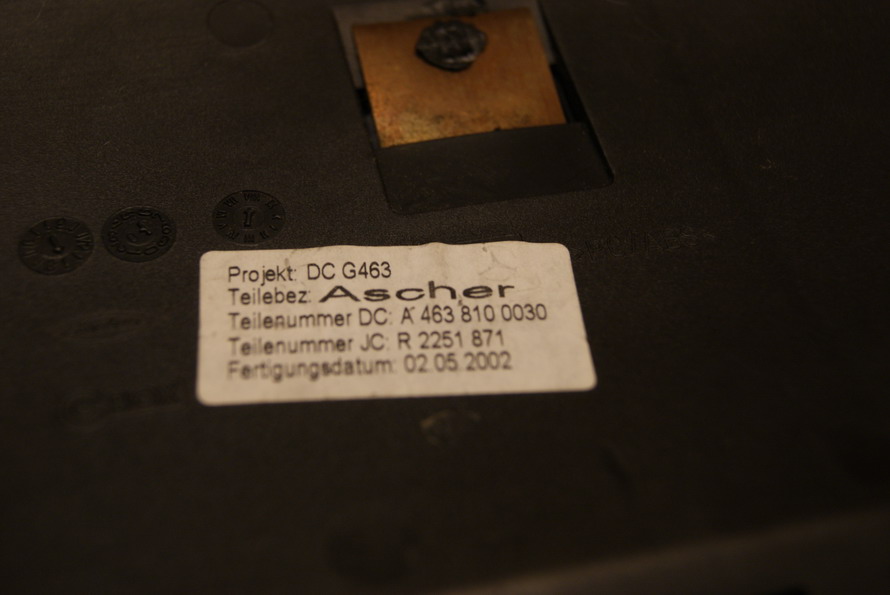 Projekt: DC G463
Teilebez: Ascher
Teilenummer DC: A 463 810 0030
Teilenummer JC: R 2251 871
Fertigungsdatum: 02.05.2002